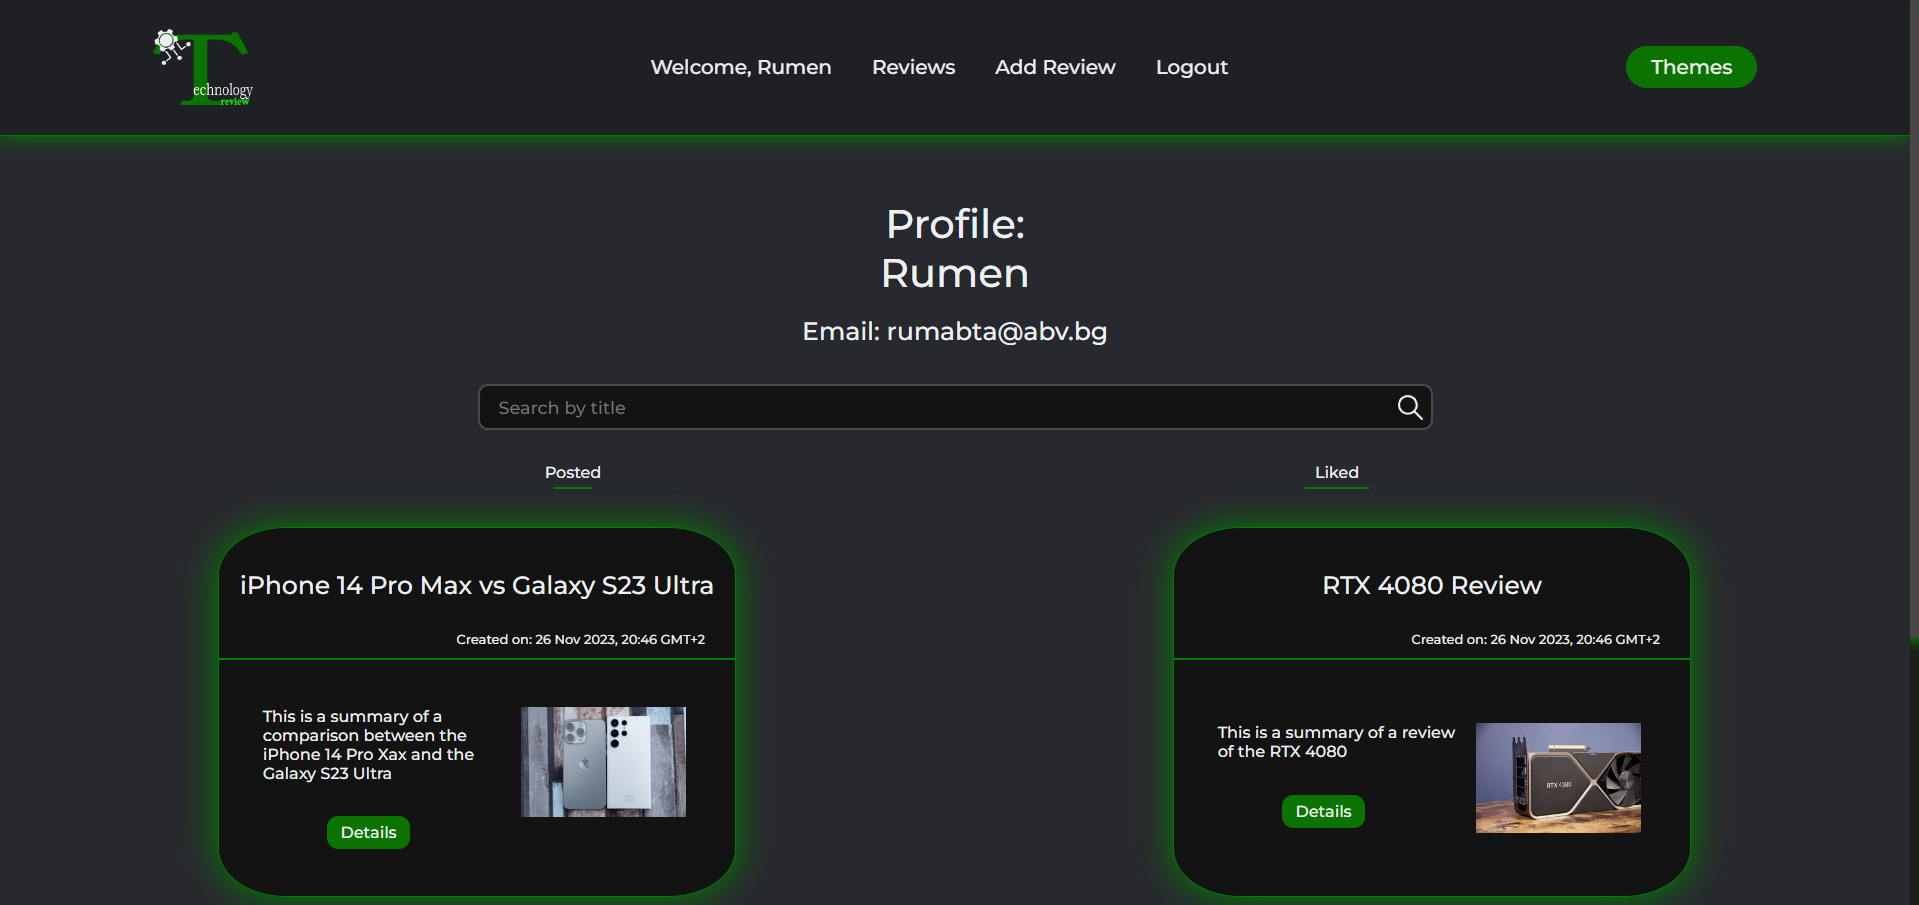 Technology
review
Welcome, Rumen
Reviews
Add Review
Logout
Themes
Profile:
Rumen
Email: rumabta@abv.bg
Search by title
Posted
Liked
iPhone 14 Pro Max vs Galaxy S23 Ultra
Created on: 26 Nov 2023, 20:46 GMT+2
This is a summary of a
comparison between the
iPhone 14 Pro Xax and the
Galaxy S23 Ultra
Details
RTX 4080 Review
Created on: 26 Nov 2023, 20:46 GMT+2
This is a summary of a review
of the RTX 4080
RTX 4080
Details